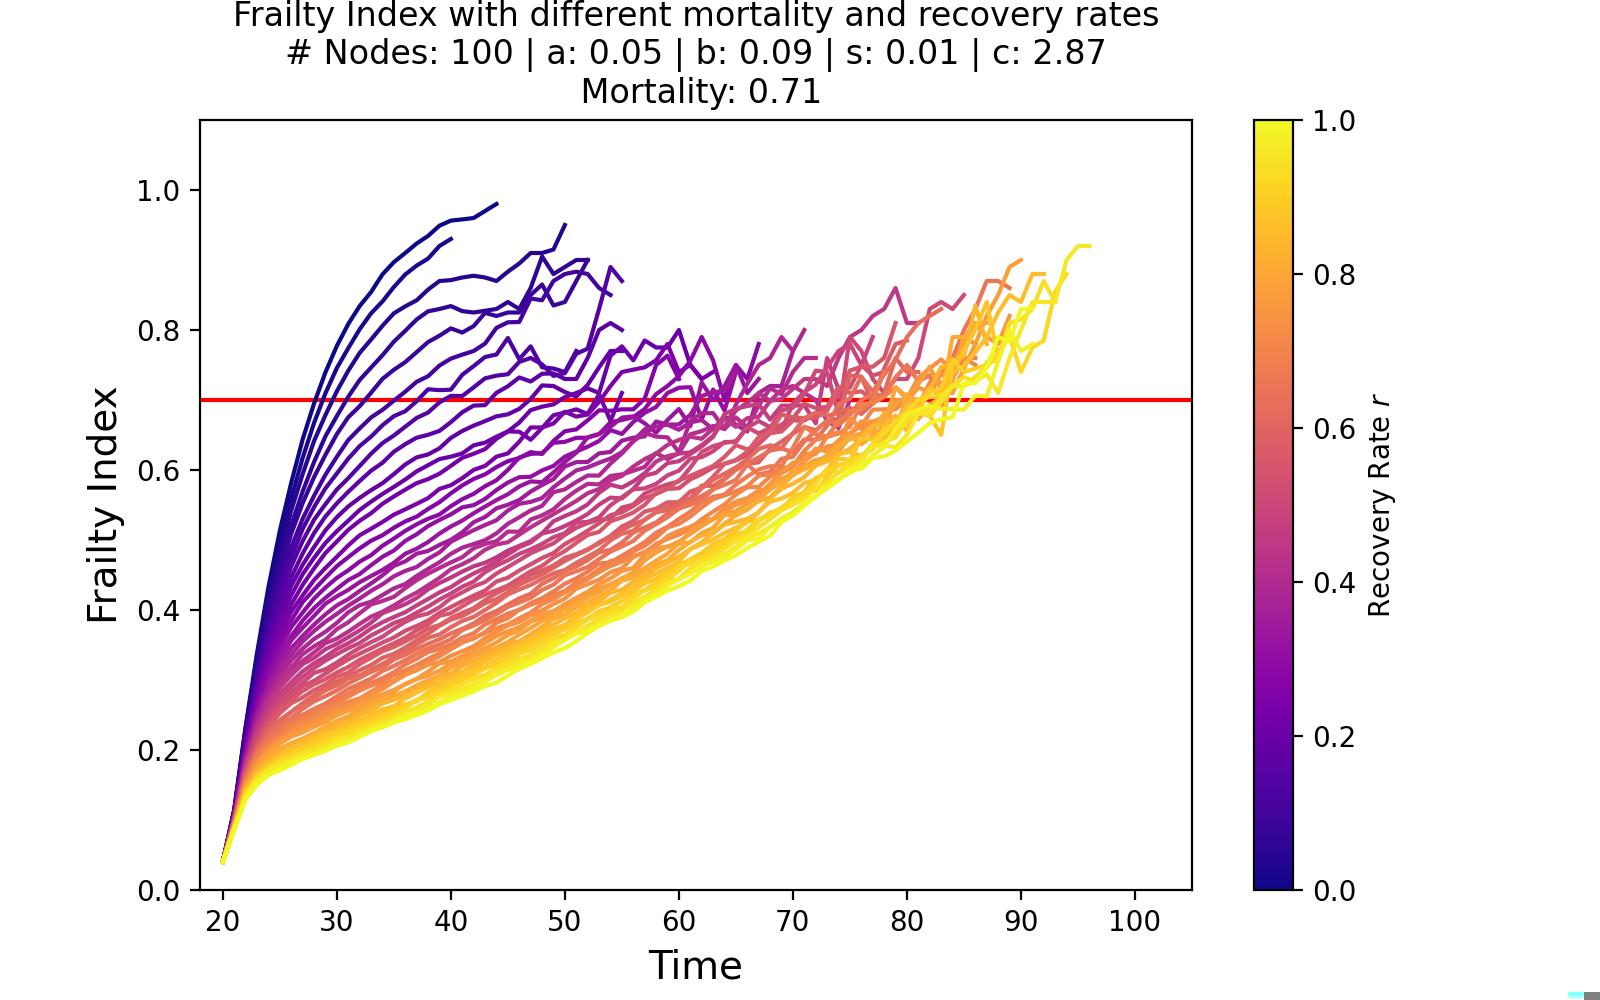 Frailty Index with different mortality and recovery rates
# Nodes: 100 | a: 0.05 | b: 0.09 | s: 0.01 | c: 2.87
Mortality: 0.71
Frailty Index
1.0
0.8
0.6
0.4
0.2
0.0
20 30 40 50 60 70 80 90 100
Time
1.0
0.8
0.6
0.4
0.2
0.0
Recovery Rate r